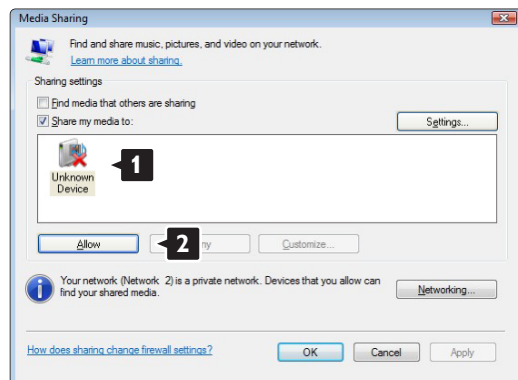 Media Sharing
Find and share music, pictures, and video on your network.
Learn more about sharing.
Sharing settings
Find media that others are sharing
Share my media to:
Settings...
1
Unknown
Device
Allow
2
Customize...
Your network (Network 2) is a private network. Devices that you allow can
find your shared media.
Networking...
How does sharing change firewall settings?
OK
Cancel
Apply